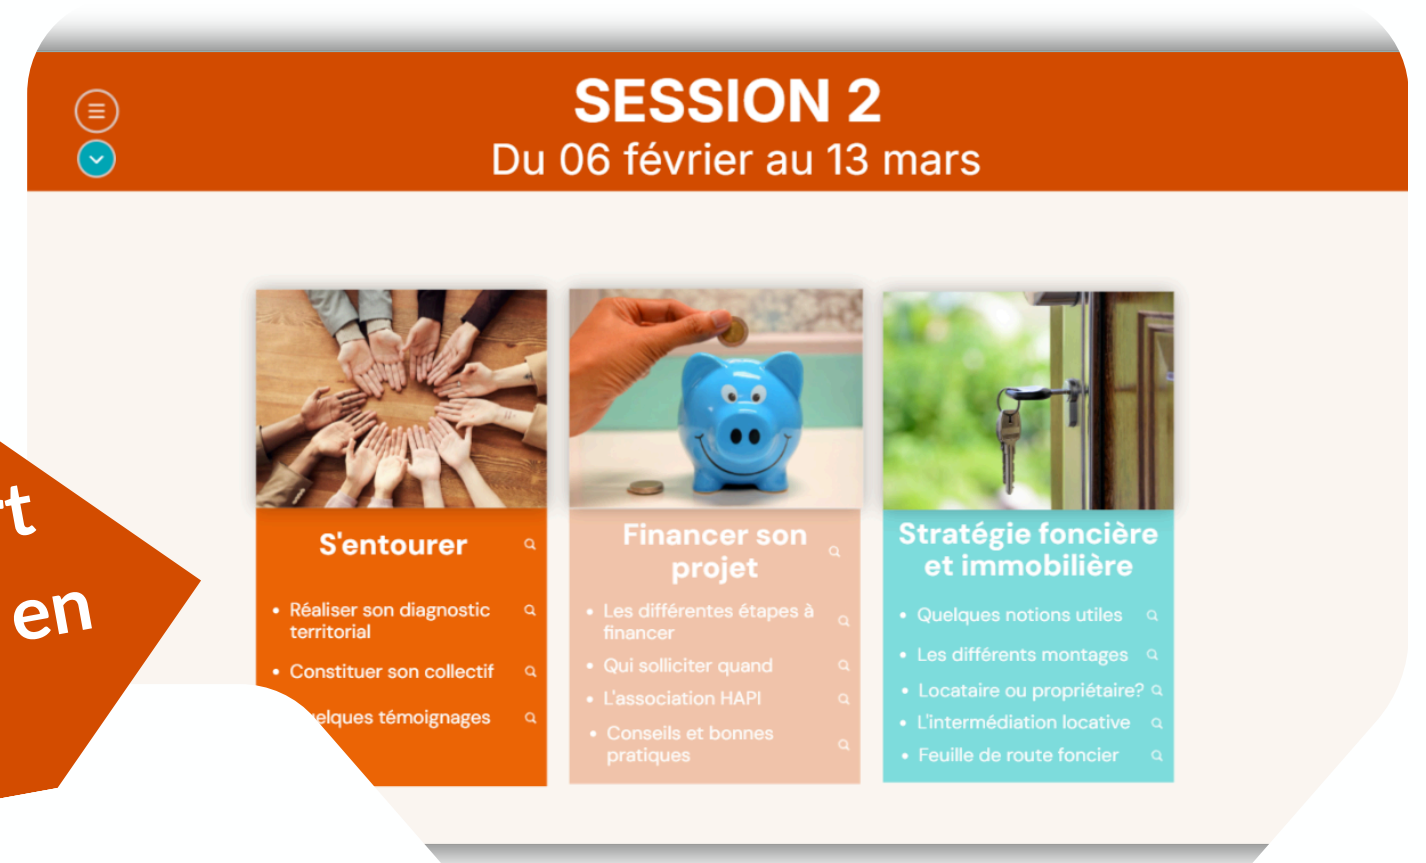 SESSION 2
Du 06 février au 13 mars
S'entourer
• Réaliser son diagnostic
territorial
• Constituer son collectif
témoignages
Financer son
projet
• Les différentes étapes à
financer
• Qui solliciter quand
• L'association HAPI
• Conseils et bonnes
pratiques
Stratégie foncière
et immobilière
• Quelques notions utiles
• Les différents montages
• Locataire ou propriétaire?
• L'intermédiation locative
• Feuille de route foncier
en